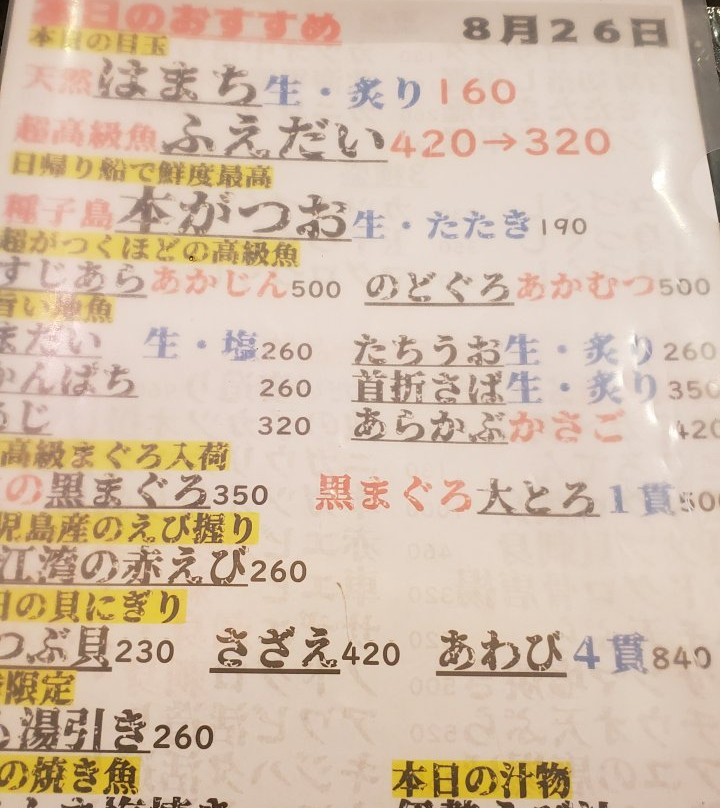 本日のおすすめ 8月26日
本日の目玉
天然はまち生・炙り160
超高級魚ふえだい420→320
日帰り船で鮮度最高
種子島本がつお生・たたき190
超がつくほどの高級魚
すじあらあかじん500 のどぐろあかむつ500
旨い地魚
まだい 生・塩260 たちうお生・炙り260
かんぱち 260 首折さば生・炙り350
うじ 320 あらかぶかさご 420
高級まぐろ入荷
の黒まぐろ350 黒まぐろ大とろ1貫500
児島産のえび握り
江湾の赤えび260
日の貝にぎり
つぶ貝230 さざえ420 あわび4貫840
限定
湯引き260
の焼き魚 本日の汁物